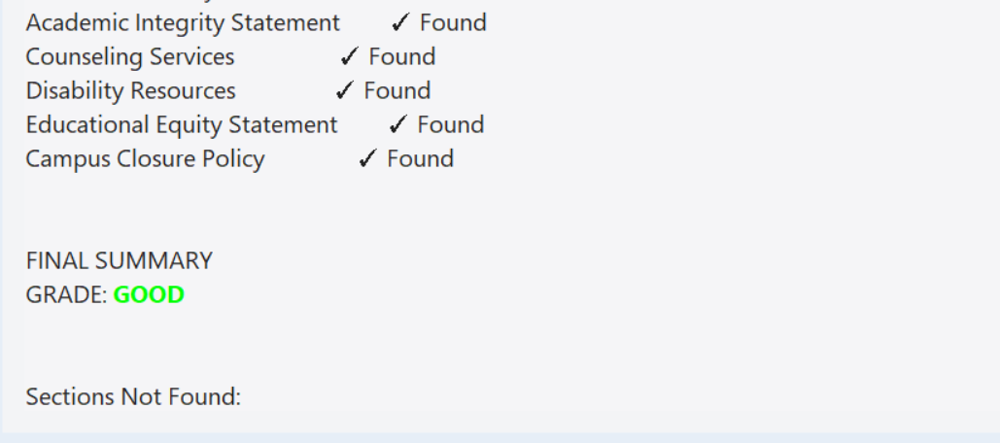 Academic Integrity Statement ✓ Found
Counseling Services ✓ Found
Disability Resources ✓ Found
Educational Equity Statement ✓ Found
Campus Closure Policy ✓ Found
FINAL SUMMARY
GRADE: GOOD
Sections Not Found: